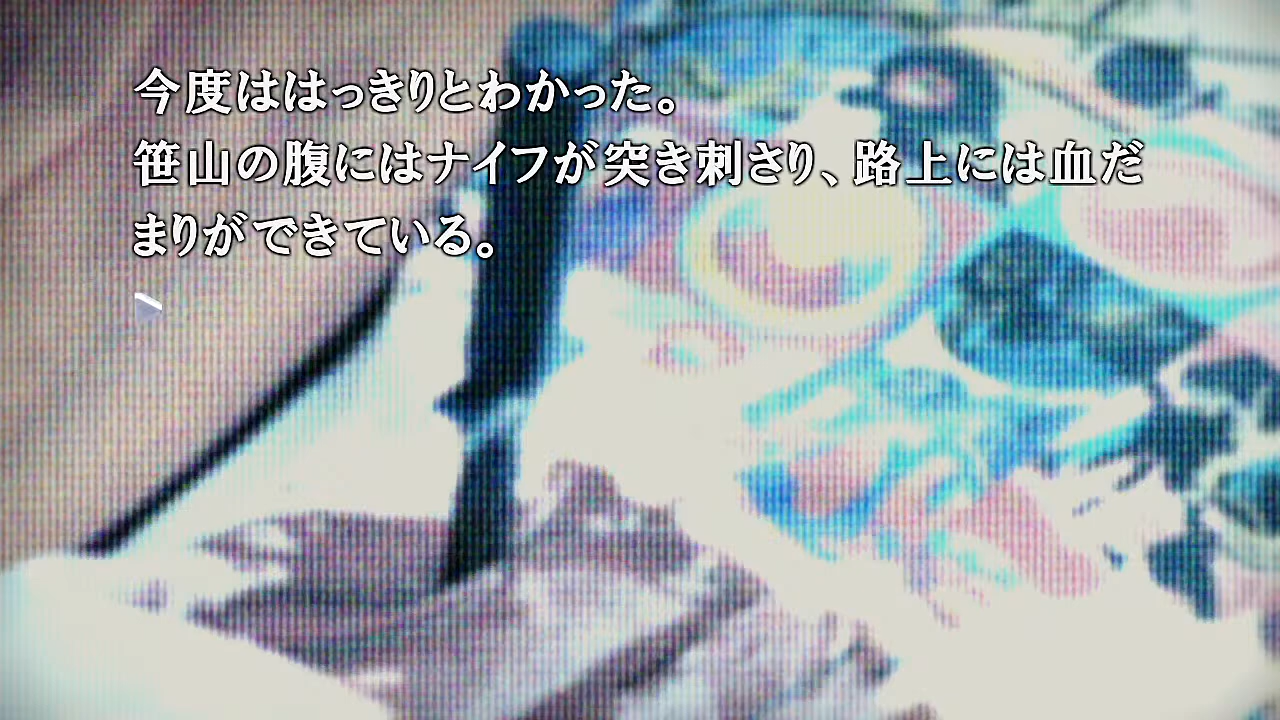 今度ははっきりとわかった。
笹山の腹にはナイフが突き刺さり、路上には血だ
まりができている。